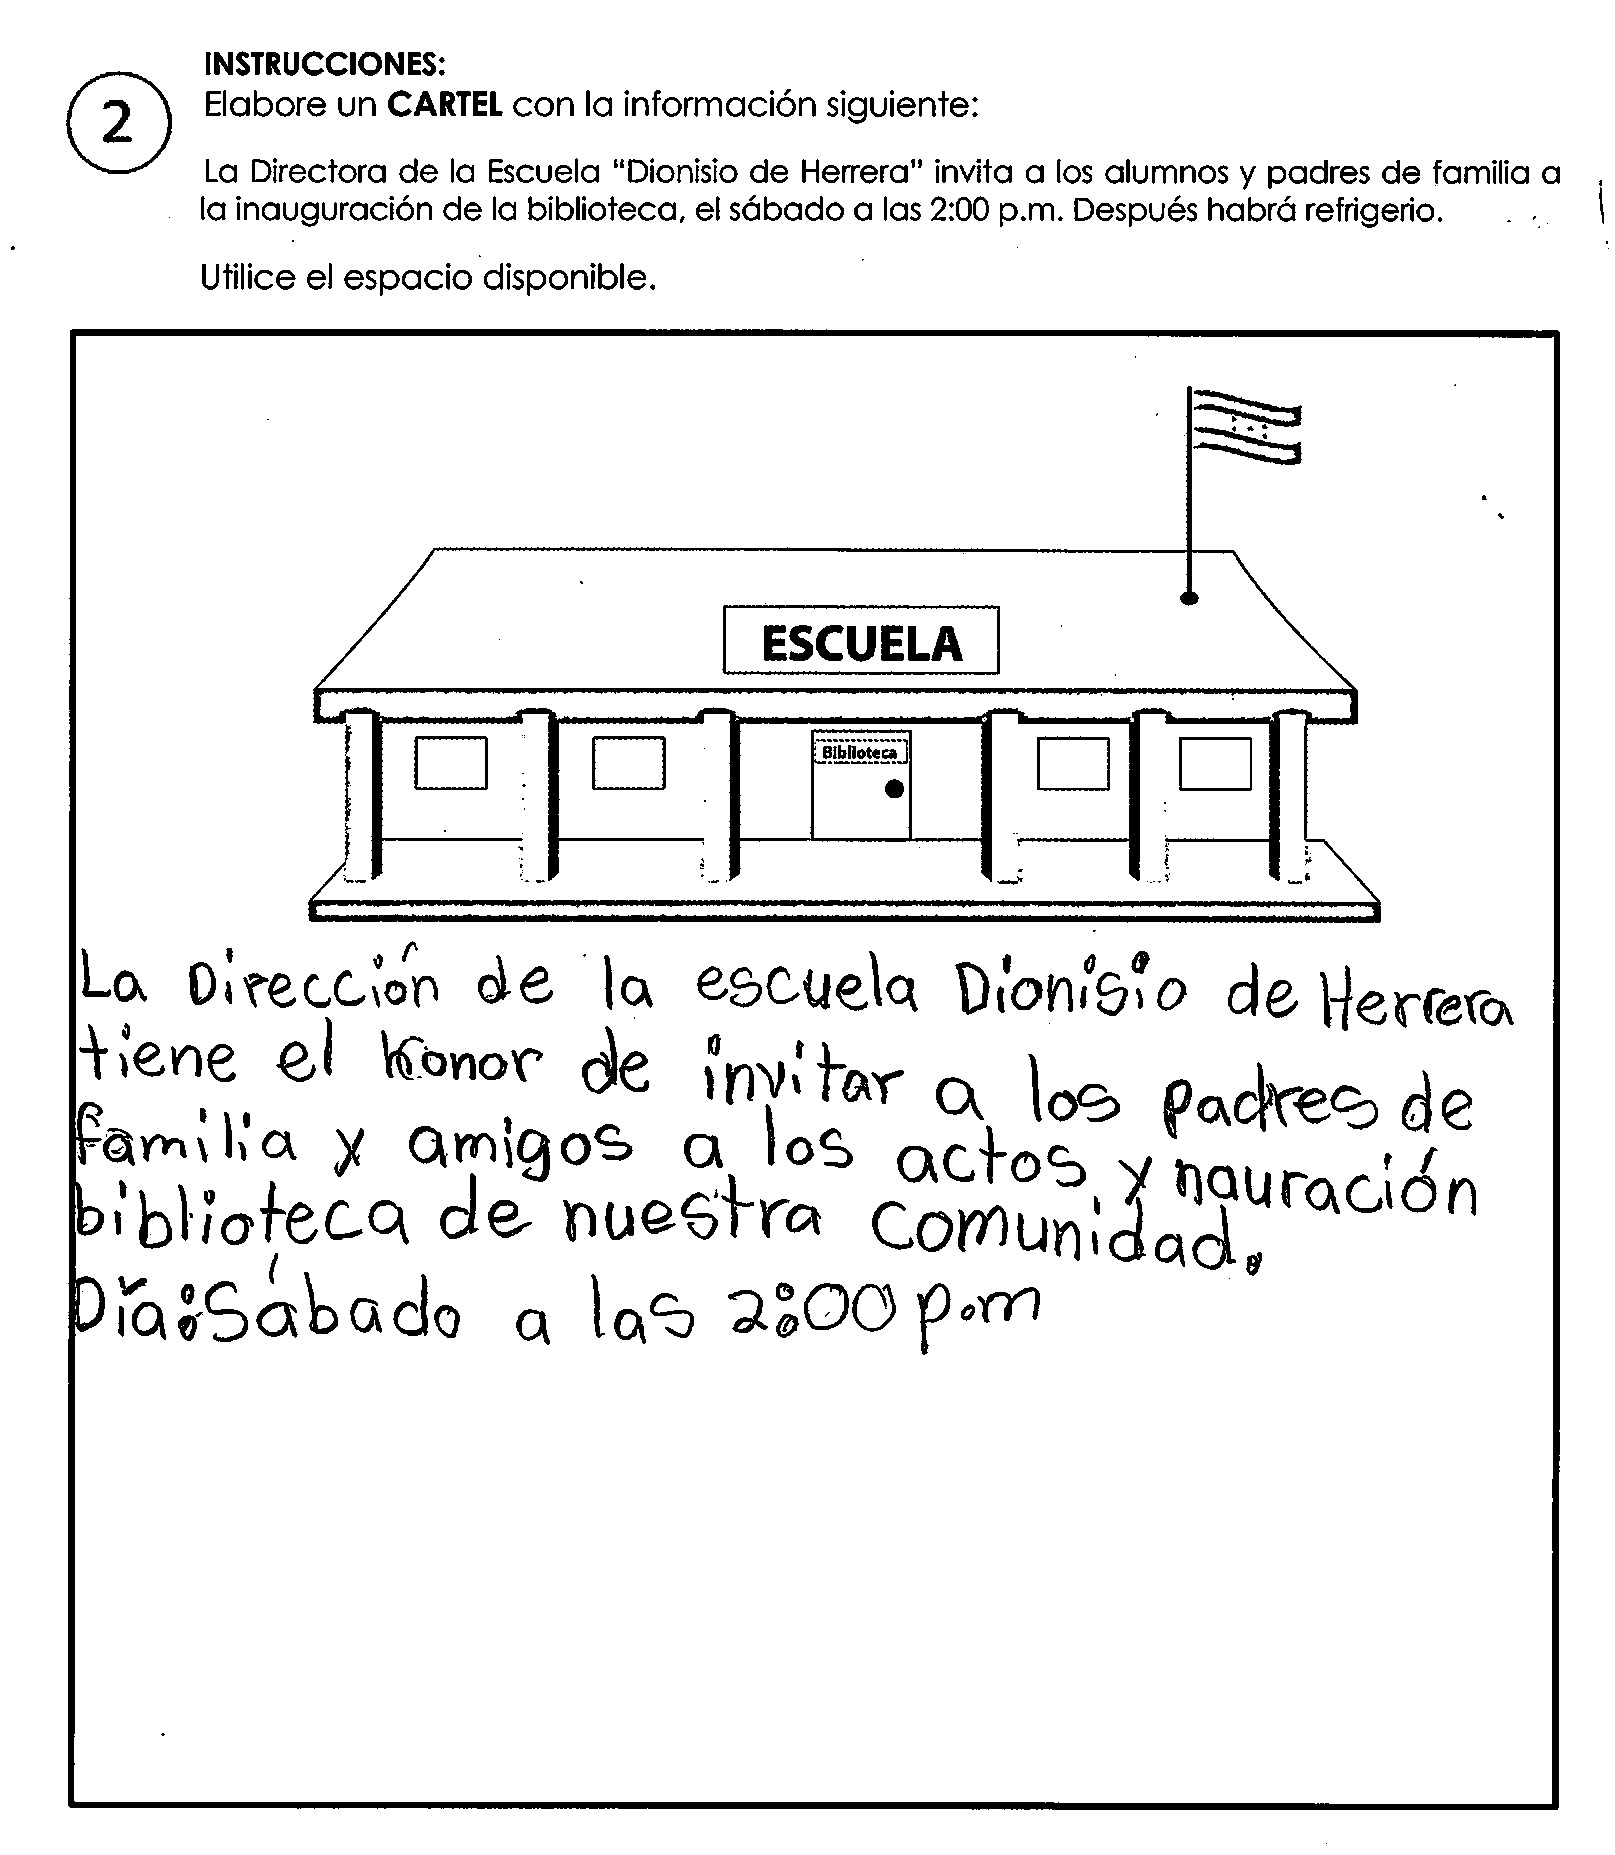 INSTRUCCIONES:
2
Elabore un CARTEL con la información siguiente:
La Directora de la Escuela "Dionisio de Herrera" invita a los alumnos y padres de familia a
la inauguración de la biblioteca, el sábado a las 2:00 p.m. Después habrá refrigerio.
Utilice el espacio disponible.
ESCUELA
Biblioteca
La Dirección de la escuela Dionisio de Herrera
tiene el honor de invitar a los padres de
familia y amigos a los actos y nauración
biblioteca de nuestra comunidad.
Día:Sábado a las 2:00 p.m